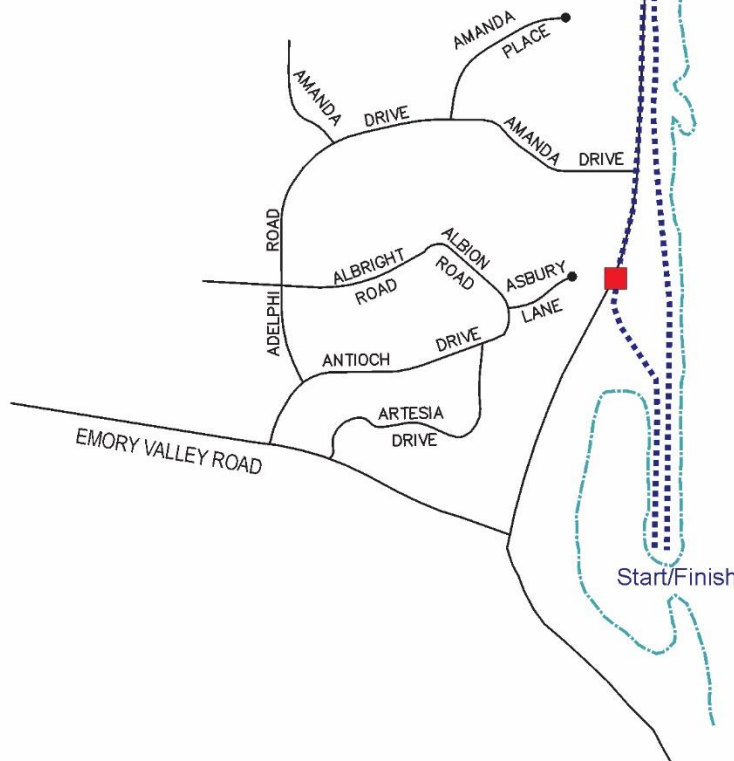 AMANDA
PLACE
AMANDA
DRIVE
AMANDA
DRIVE
ADELPHI ROAD
ALBRIGHT
ROAD
ALBION
ROAD
ASBURY
LANE
ANTIOCH DRIVE
ARTESIA
DRIVE
EMORY VALLEY ROAD
Start/Finish